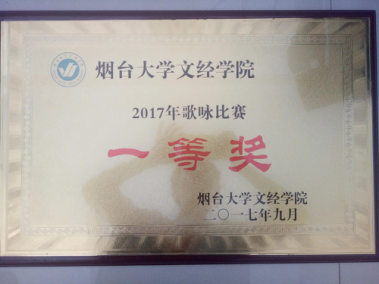 烟台大学文经学院
2017年歌咏比赛
一等奖
烟台大学文经学院
二〇一七年九月